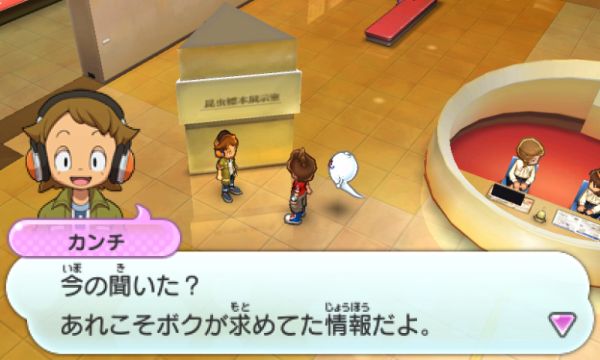 昆虫標本展示室
カンチ
今の聞いた？
あれこそボクが求めてた情報だよ。